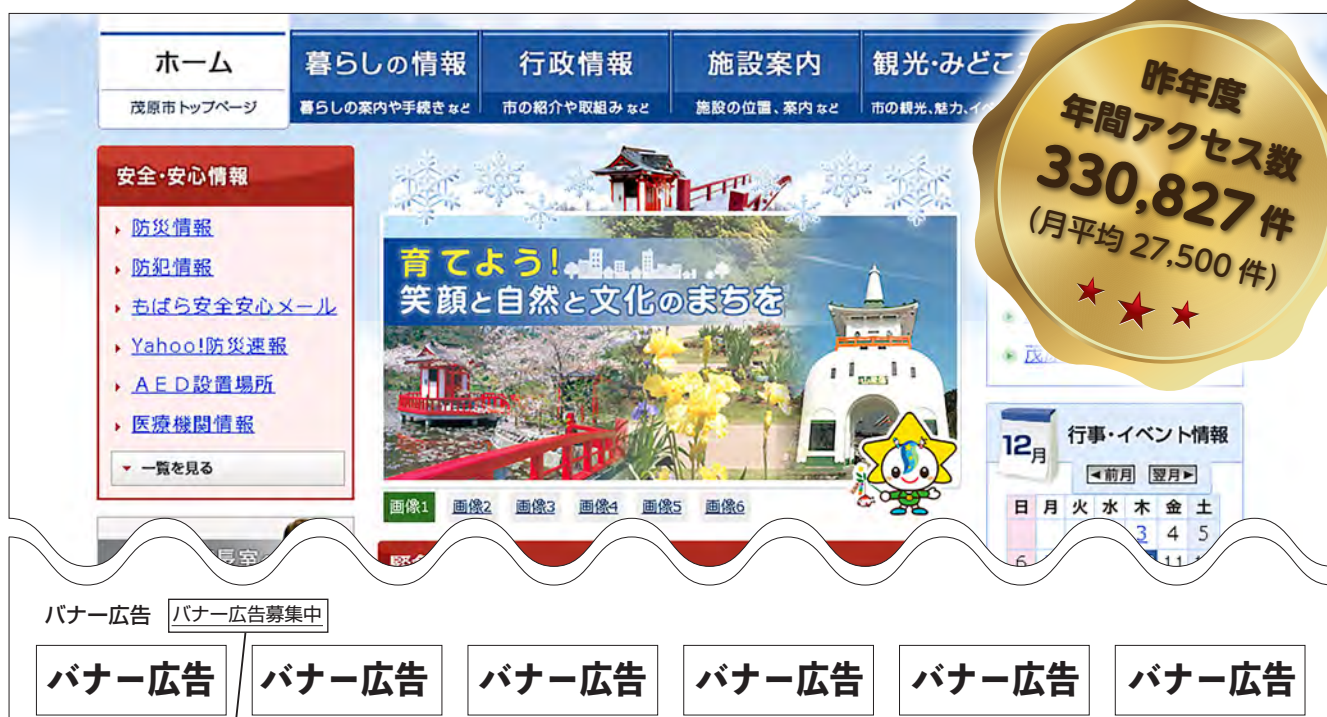 ホーム
茂原市トップページ
暮らしの情報
暮らしの案内や手続きなど
行政情報
市の紹介や取組みなど
施設案内
施設の位置、案内など
観光・みどこ
市の観光、魅力、イベ
昨年度
年間アクセス数
330,827件
(月平均 27,500 件)
安全・安心情報
防災情報
防犯情報
もばら安全安心メール
Yahoo!防災速報
AED設置場所
医療機関情報
一覧を見る
育てよう!
笑顔と自然と文化のまちを
画像1 画像2 画像3 画像4 画像5 画像6
12月
行事・イベント情報
◀前月 翌月▶
日 月 火 水 木 金 土
3 4 5
6 11
長室
バナー広告 バナー広告募集中
バナー広告 バナー広告 バナー広告 バナー広告 バナー広告 バナー広告